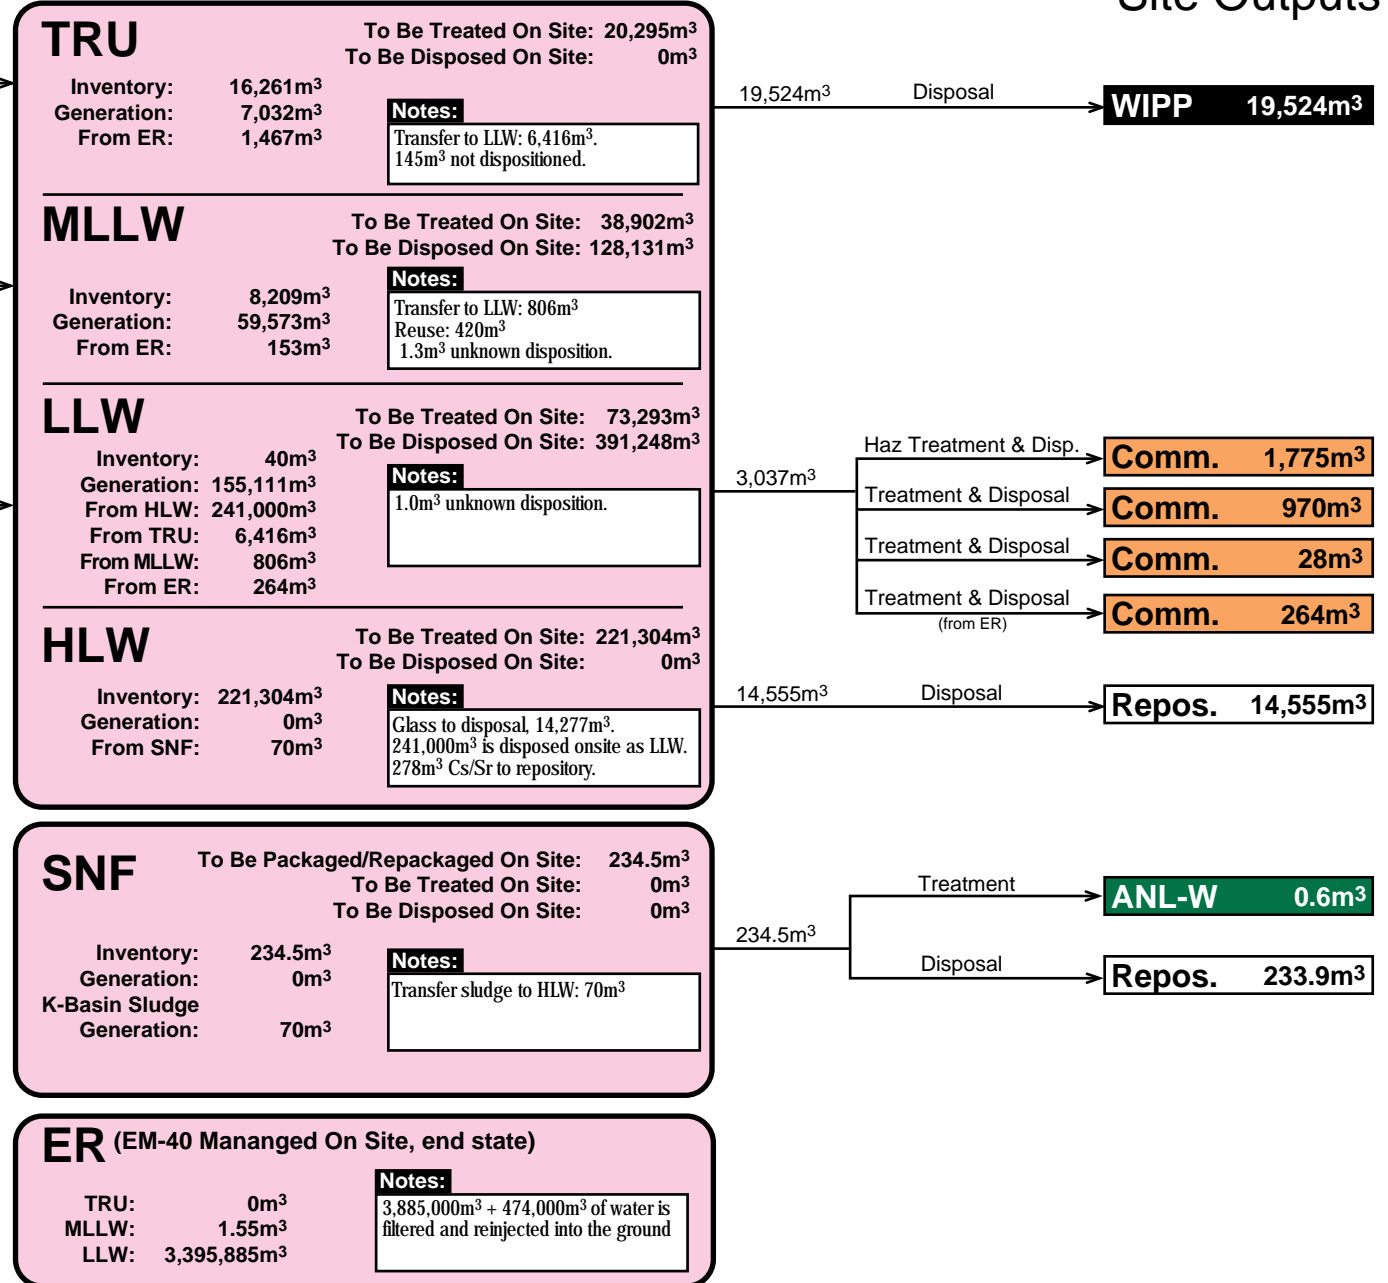 Site Outputs
TRU
To Be Treated On Site: 20,295m³
To Be Disposed On Site: 0m³
Inventory: 16,261m³
Generation: 7,032m³
From ER: 1,467m³
Notes:
Transfer to LLW: 6,416m³.
145m³ not dispositioned.
19,524m³ Disposal
WIPP 19,524m³
MLLW
To Be Treated On Site: 38,902m³
To Be Disposed On Site: 128,131m³
Inventory: 8,209m³
Generation: 59,573m³
From ER: 153m³
Notes:
Transfer to LLW: 806m³
Reuse: 420m³
1.3m³ unknown disposition.
LLW
To Be Treated On Site: 73,293m³
To Be Disposed On Site: 391,248m³
Inventory: 40m³
Generation: 155,111m³
From HLW: 241,000m³
From TRU: 6,416m³
From MLLW: 806m³
From ER: 264m³
Notes:
1.0m³ unknown disposition.
3,037m³
Haz Treatment & Disp.
Comm. 1,775m³
Treatment & Disposal
Comm. 970m³
Treatment & Disposal
Comm. 28m³
Treatment & Disposal
(from ER)
Comm. 264m³
HLW
To Be Treated On Site: 221,304m³
To Be Disposed On Site: 0m³
Inventory: 221,304m³
Generation: 0m³
From SNF: 70m³
Notes:
Glass to disposal, 14,277m³.
241,000m³ is disposed onsite as LLW.
278m³ Cs/Sr to repository.
14,555m³ Disposal
Repos. 14,555m³
SNF
To Be Packaged/Repackaged On Site: 234.5m³
To Be Treated On Site: 0m³
To Be Disposed On Site: 0m³
Inventory: 234.5m³
Generation: 0m³
K-Basin Sludge
Generation: 70m³
Notes:
Transfer sludge to HLW: 70m³
234.5m³
Treatment
ANL-W 0.6m³
Disposal
Repos. 233.9m³
ER (EM-40 Mananged On Site, end state)
TRU: 0m³
MLLW: 1.55m³
LLW: 3,395,885m³
Notes:
3,885,000m³ + 474,000m³ of water is
filtered and reinjected into the ground